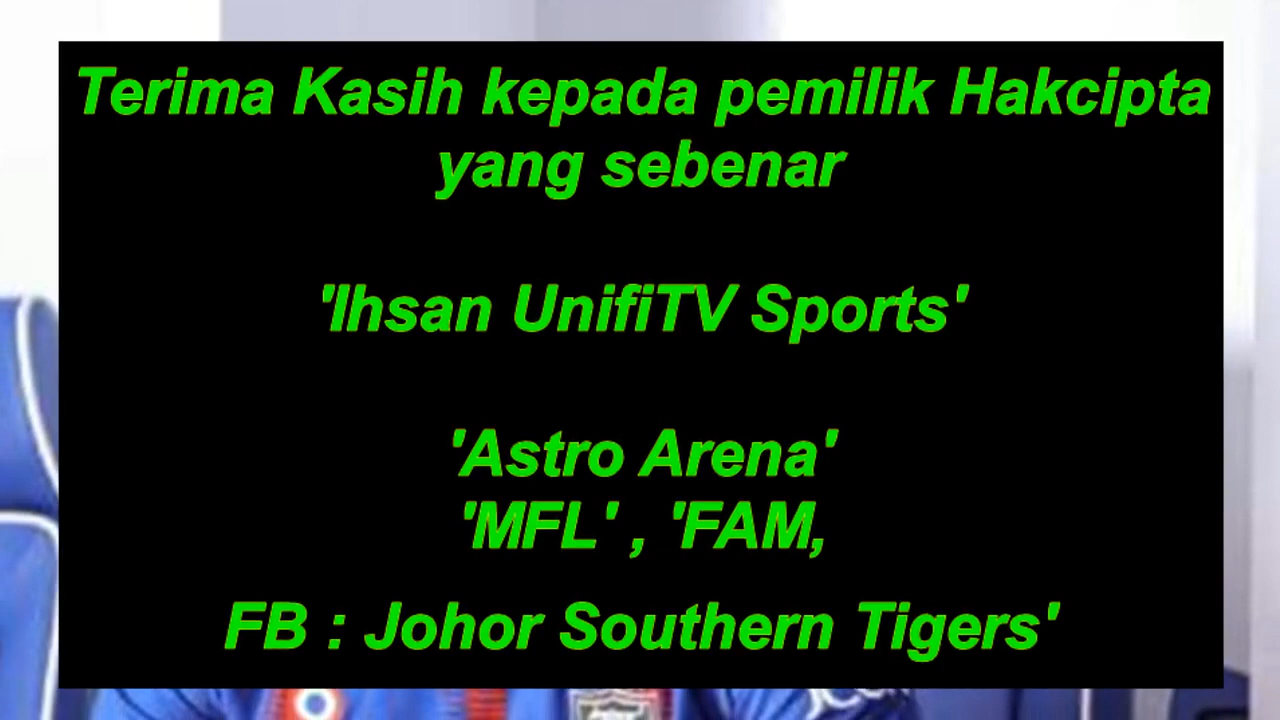 Terima Kasih kepada pemilik Hakcipta
yang sebenar
'Ihsan UnifiTV Sports'
'Astro Arena'
'MFL' , 'FAM,
FB : Johor Southern Tigers'